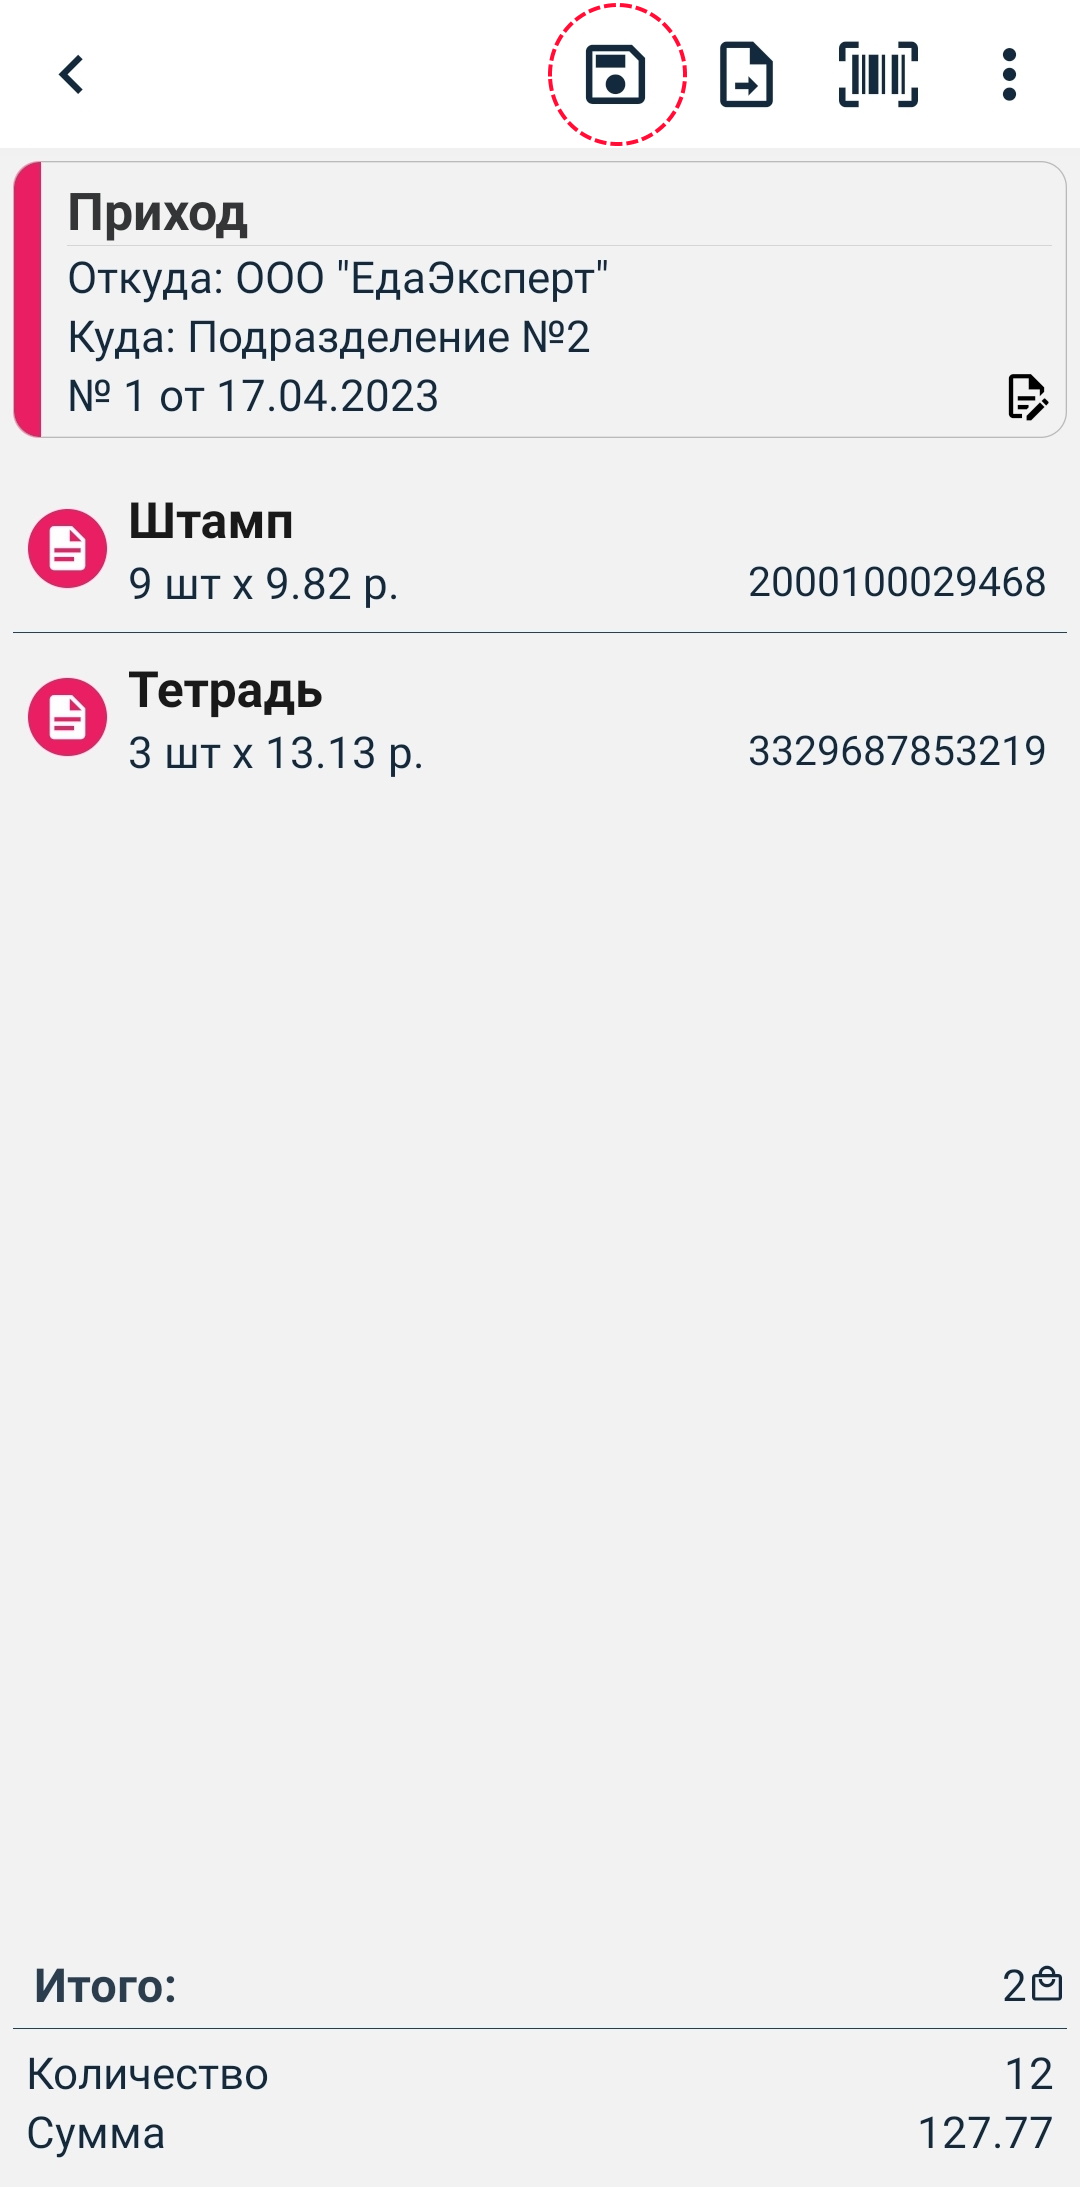 Приход
Откуда: ООО "ЕдаЭксперт"
Куда: Подразделение №2
№ 1 от 17.04.2023
Штамп
9 шт x 9.82 р.
2000100029468
Тетрадь
3 шт x 13.13 р.
3329687853219
Итого:
2
Количество
12
Сумма
127.77